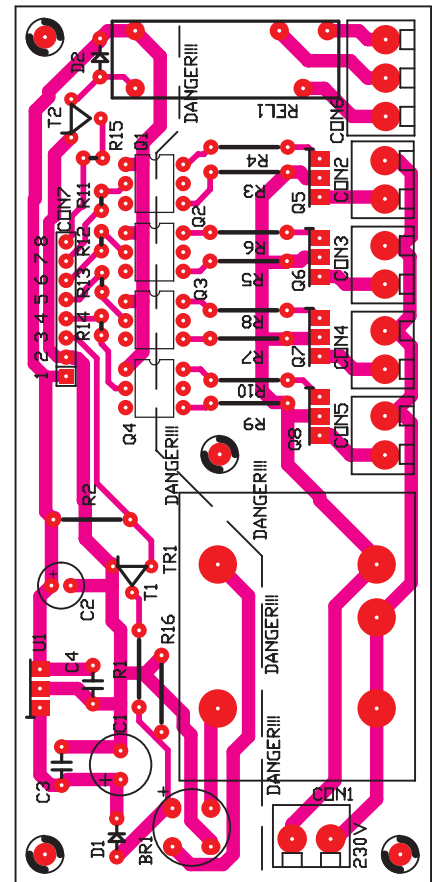 D2
DANGER!!!
REL1
CON6
T2
R15
Q1
R4
CON2
R11
R3
Q5
CON7
Q2
R12
R6
CON3
1 2 3 4 5 6 7 8
R13
Q3
R5
Q6
R14
R8
CON4
R7
Q7
R10
CON5
Q4
R9
Q8
DANGER!!!
DANGER!!!
R2
TR1
+
C2
T1
DANGER!!!
U1
R16
C4
R1
C1
DANGER!!!
C3
+
+
CON1
D1
BR1
230V